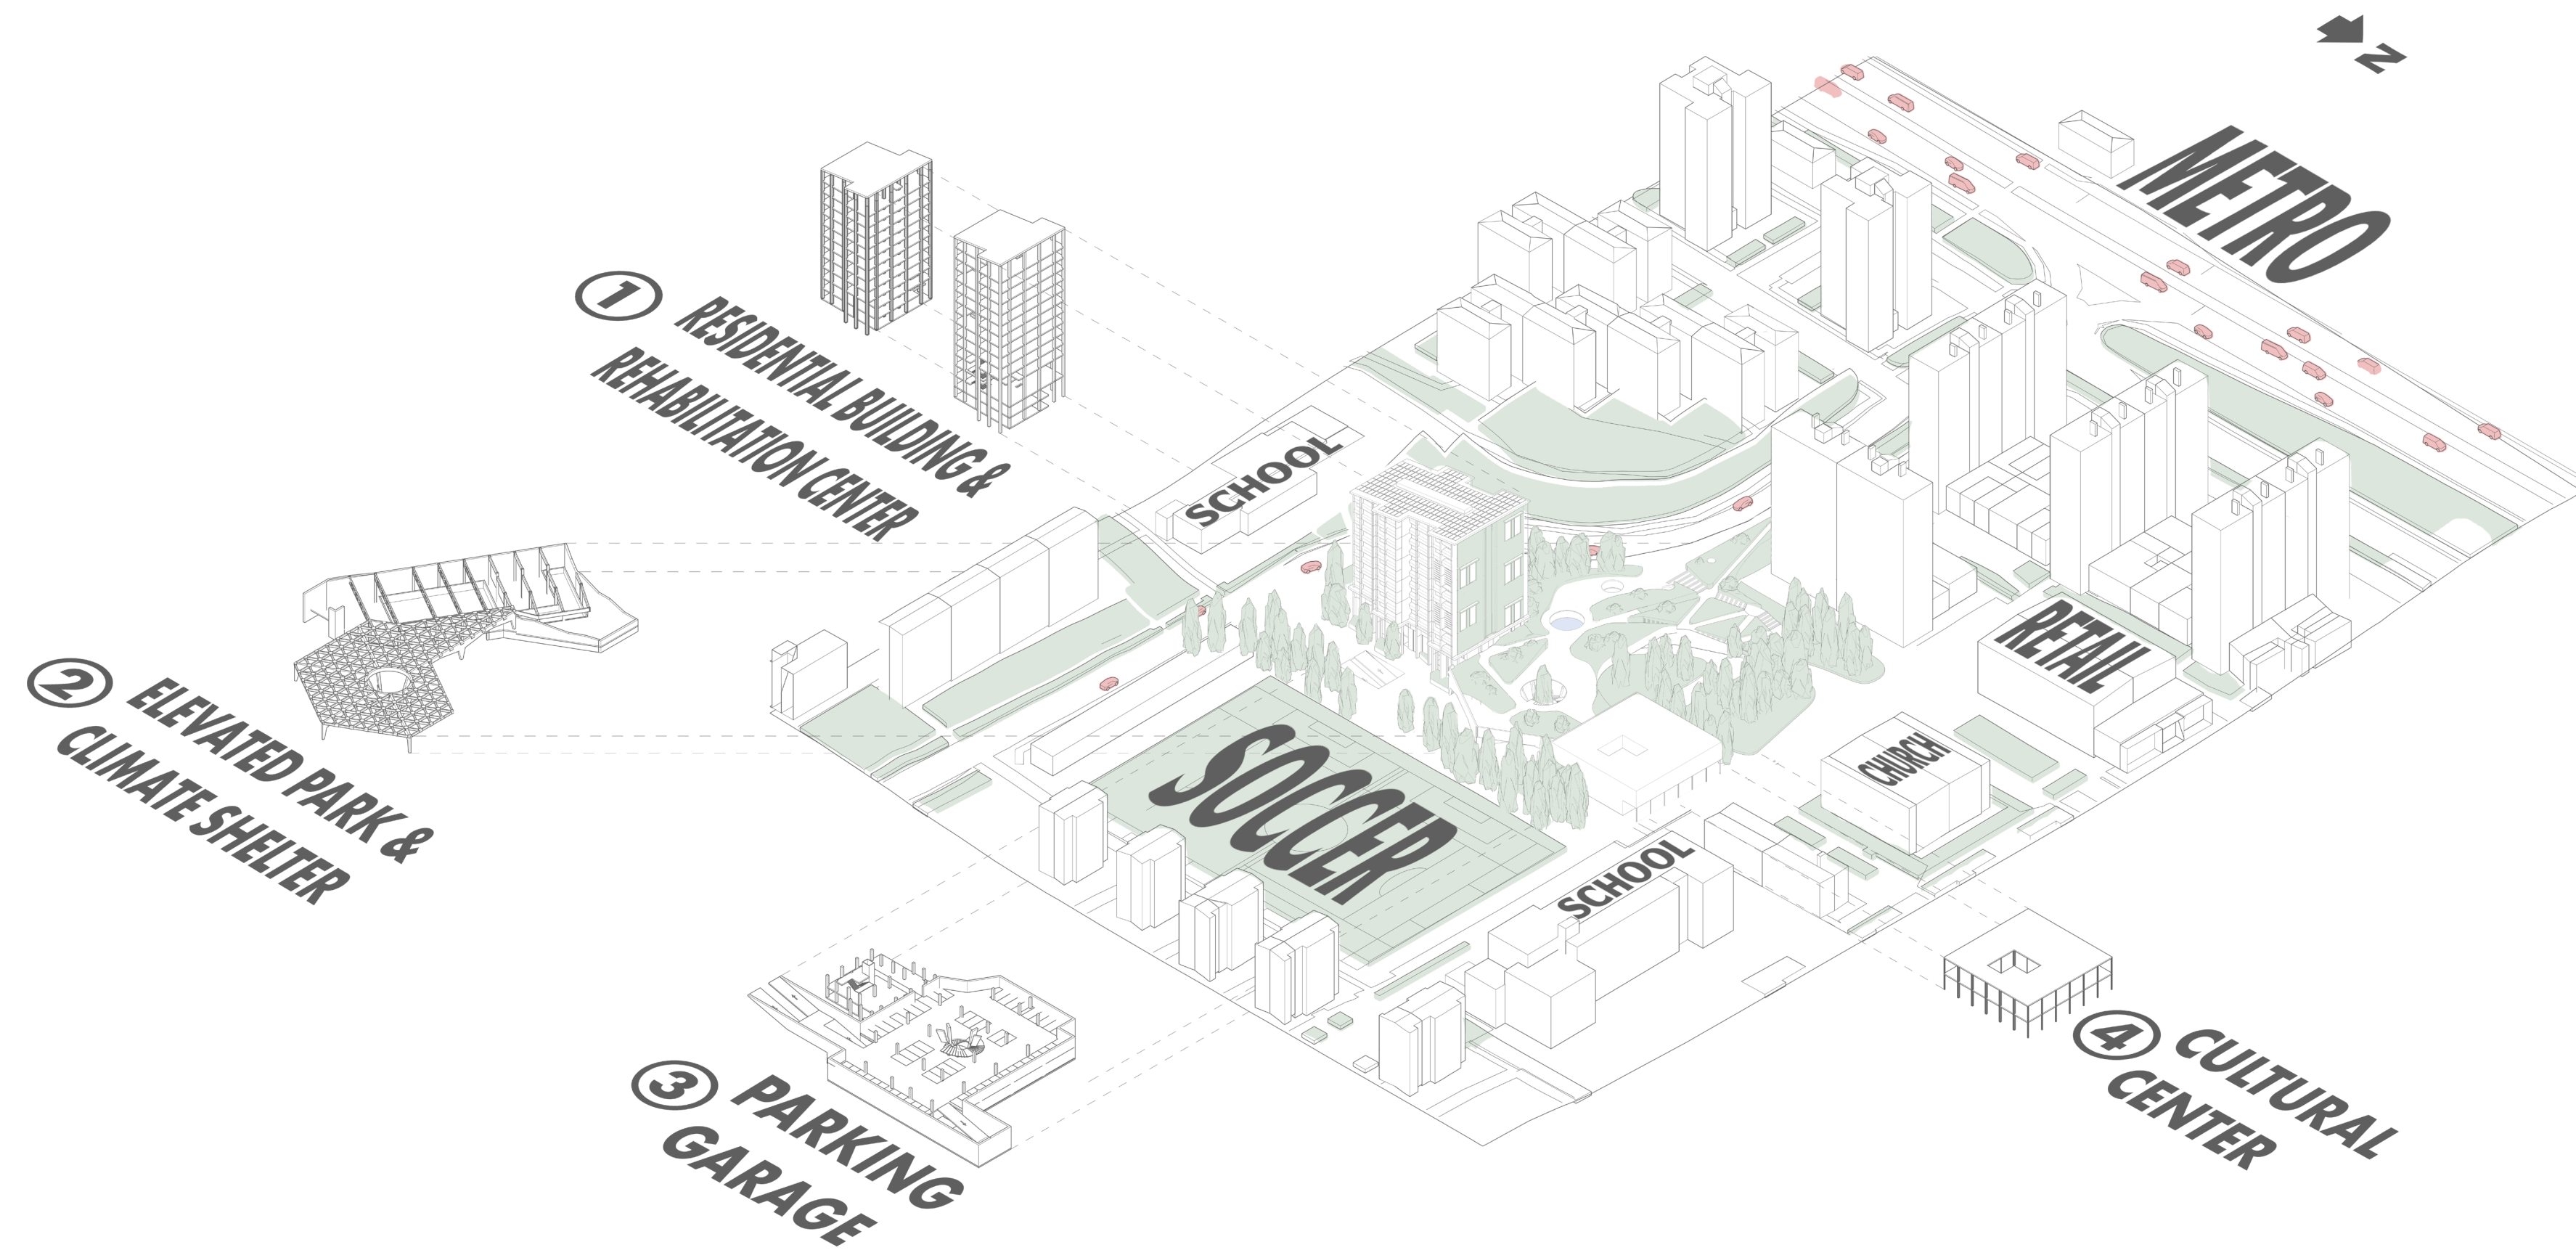 N
METRO
① RESIDENTIAL BUILDING &
REHABILITATION CENTER
SCHOOL
② ELEVATED PARK &
CLIMATE SHELTER
RETAIL
SOCCER
CHURCH
SCHOOL
③ PARKING
GARAGE
④ CULTURAL
CENTER